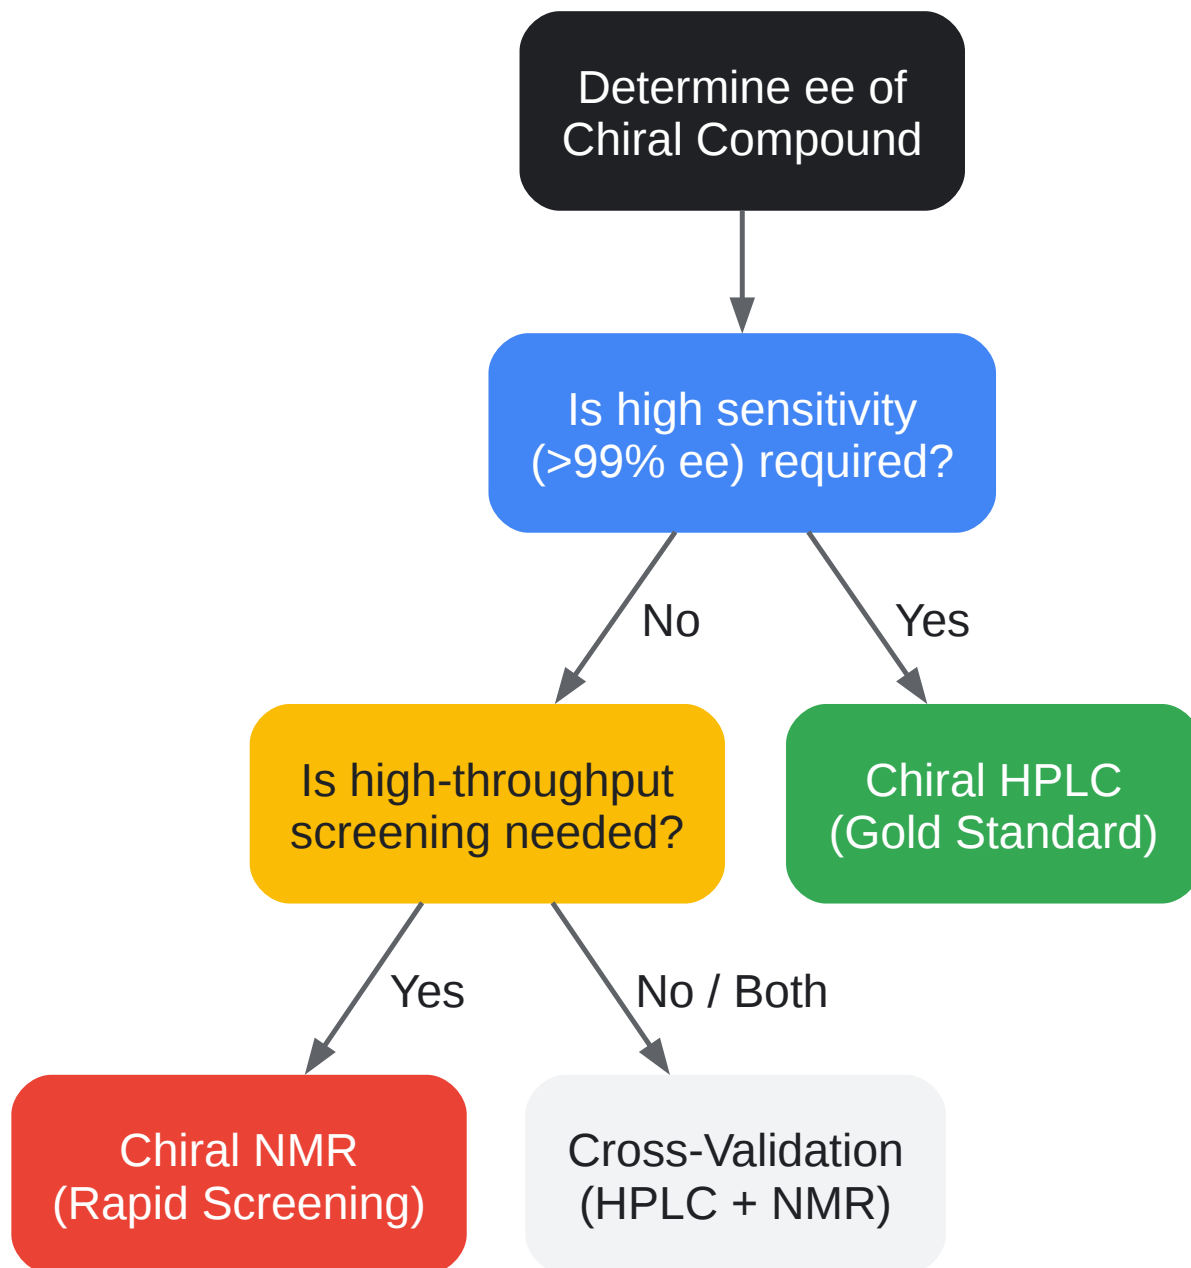 Determine ee of
Chiral Compound
Is high sensitivity
(>99% ee) required?
No
Yes
Is high-throughput
screening needed?
Chiral HPLC
(Gold Standard)
Yes
No / Both
Chiral NMR
(Rapid Screening)
Cross-Validation
(HPLC + NMR)